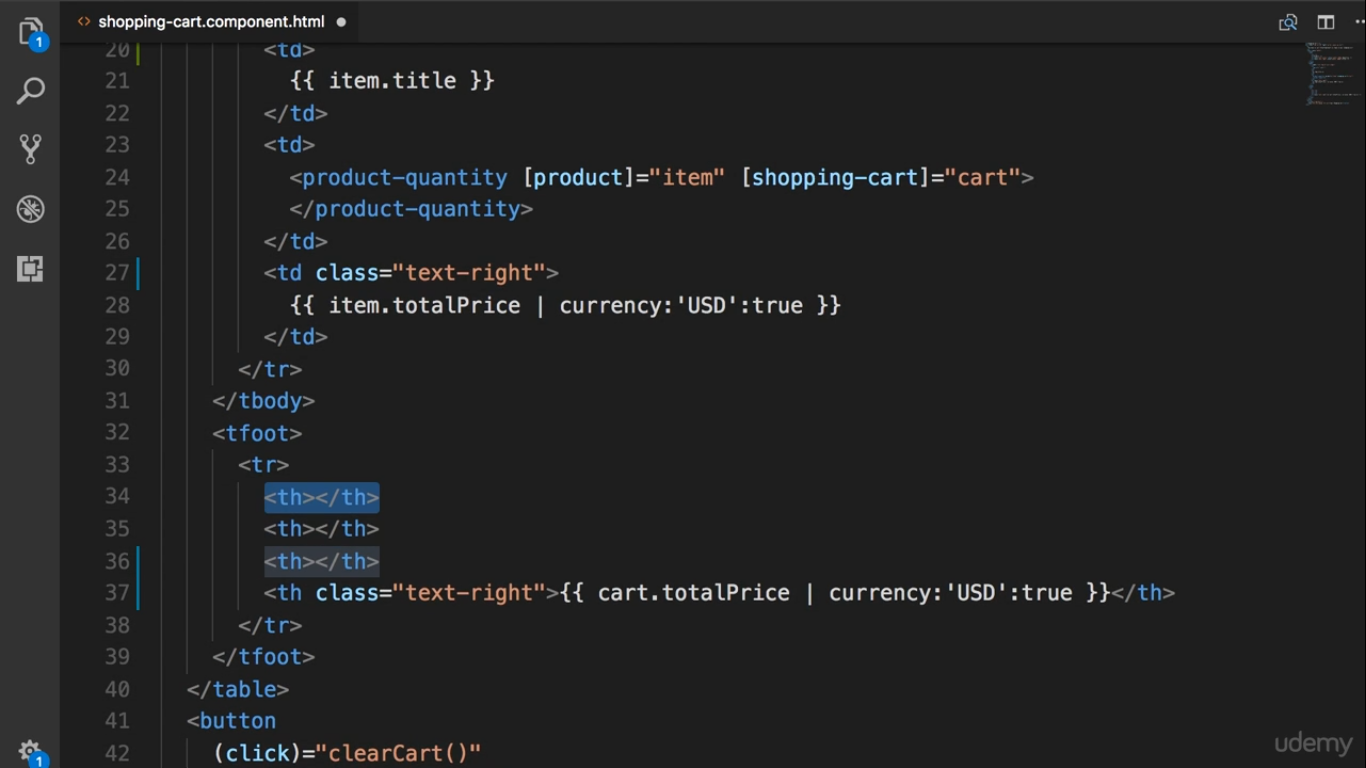 shopping-cart.component.html
20 <td>
21 {{ item.title }}
22 </td>
23 <td>
24 <product-quantity [product]="item" [shopping-cart]="cart">
25 </product-quantity>
26 </td>
27 <td class="text-right">
28 {{ item.totalPrice | currency:'USD':true }}
29 </td>
30 </tr>
31 </tbody>
32 <tfoot>
33 <tr>
34 <th></th>
35 <th></th>
36 <th></th>
37 <th class="text-right">{{ cart.totalPrice | currency:'USD':true }}</th>
38 </tr>
39 </tfoot>
40 </table>
41 <button
42 (click)="clearCart()"
1
1
udemy